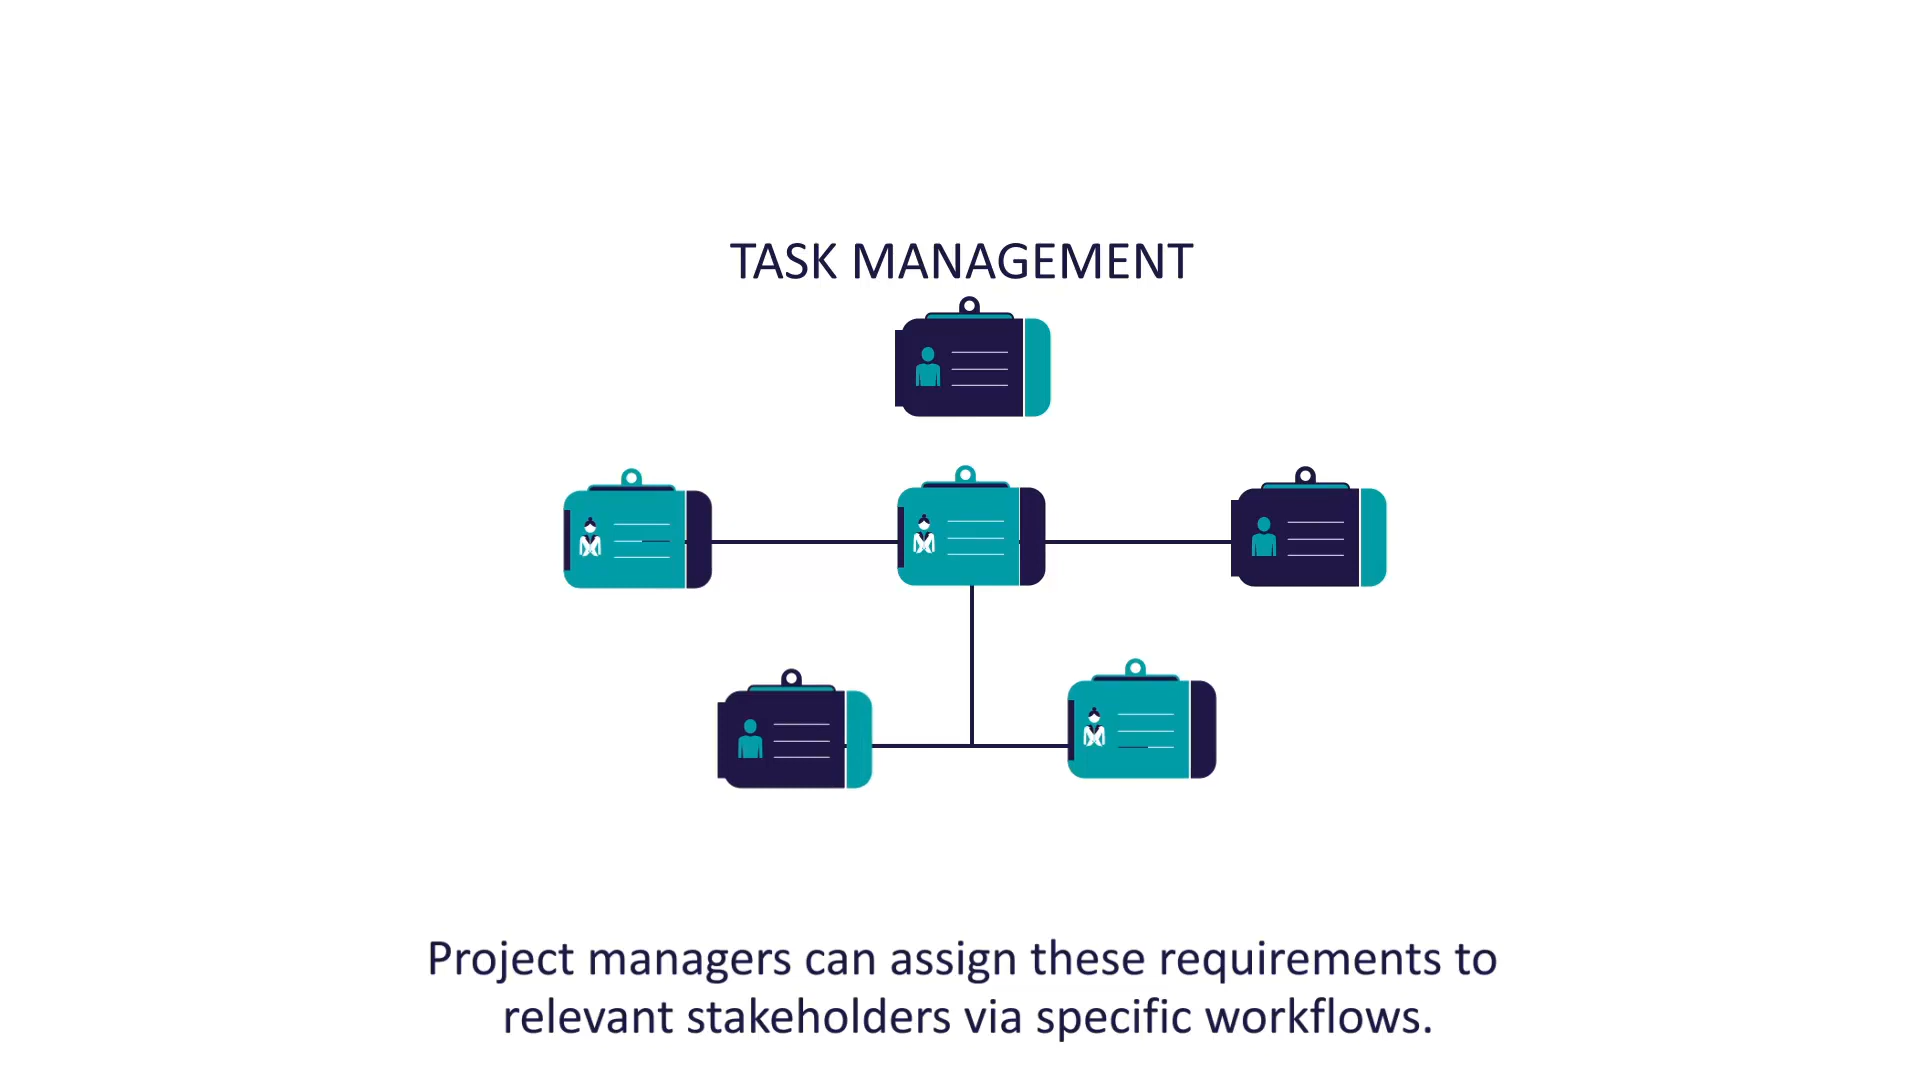 TASK MANAGEMENT
Project managers can assign these requirements to
relevant stakeholders via specific workflows.